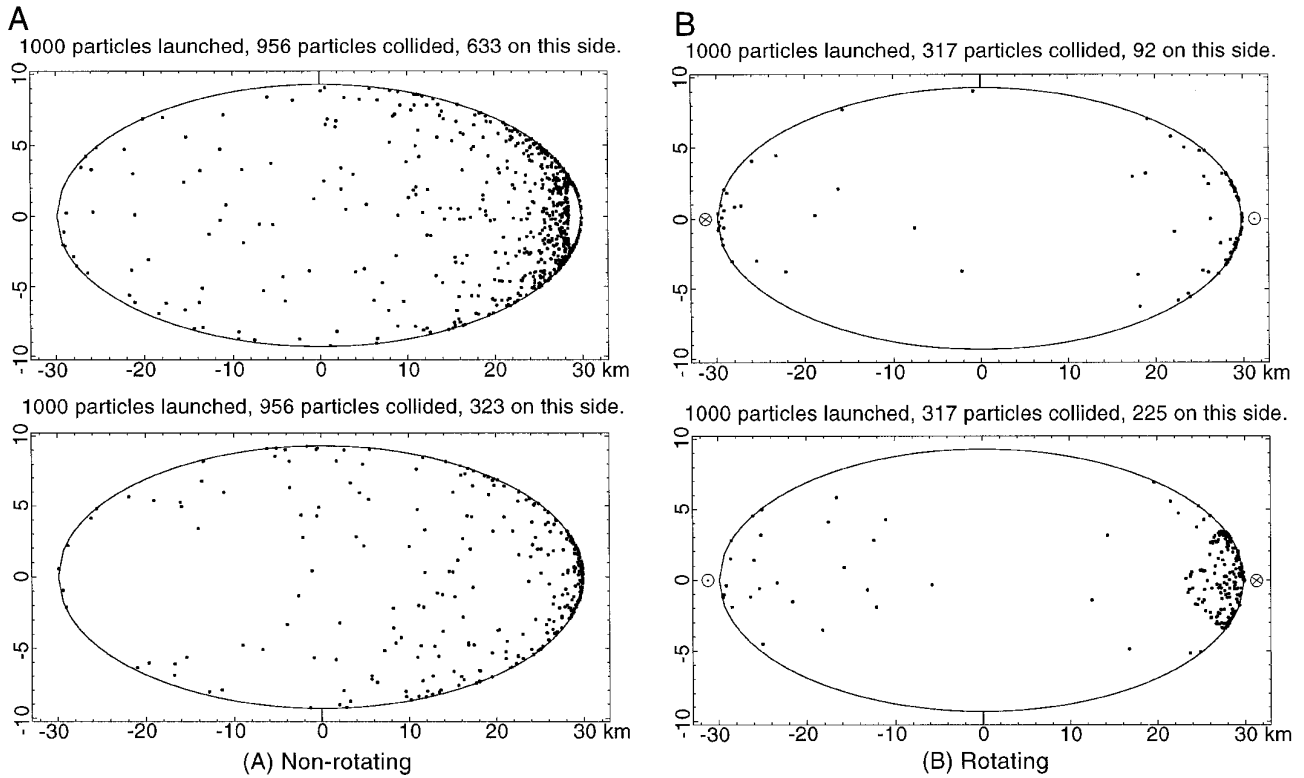 A
B
1000 particles launched, 956 particles collided, 633 on this side.
1000 particles launched, 317 particles collided, 92 on this side.
10
5
0
-5
-10
-30 -20 -10 0 10 20 30 km
10
5
0
-5
-10
-30 -20 -10 0 10 20 30 km
1000 particles launched, 956 particles collided, 323 on this side.
1000 particles launched, 317 particles collided, 225 on this side.
10
5
0
-5
-10
-30 -20 -10 0 10 20 30 km
10
5
0
-5
-10
-30 -20 -10 0 10 20 30 km
(A) Non-rotating
(B) Rotating